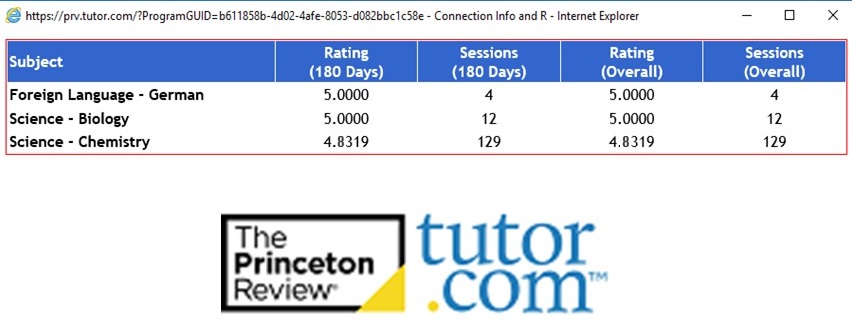 https://prv.tutor.com/?ProgramGUID=b611858b-4d02-4afe-8053-d082bbc1c58e - Connection Info and R - Internet Explorer
Subject Rating (180 Days) Sessions (180 Days) Rating (Overall) Sessions (Overall)
Foreign Language - German 5.0000 4 5.0000 4
Science - Biology 5.0000 12 5.0000 12
Science - Chemistry 4.8319 129 4.8319 129
The
Princeton
Review®
tutor
.com™